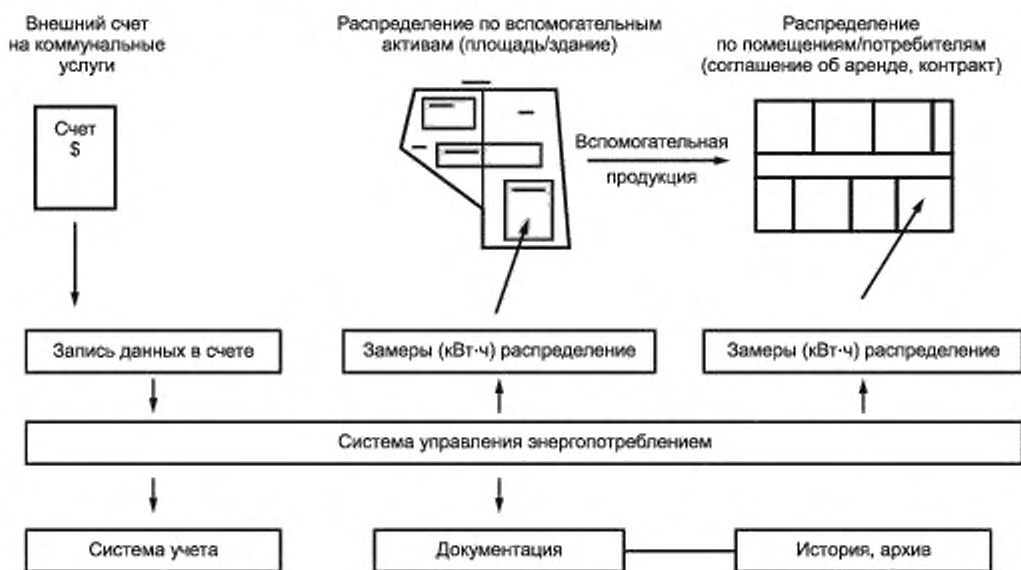 Внешний счет
на коммунальные
услуги
Распределение по вспомогательным
активам (площадь/здание)
Распределение
по помещениям/потребителям
(соглашение об аренде, контракт)
Счет
$
Вспомогательная
продукция
Запись данных в счете
Замеры (кВт·ч) распределение
Замеры (кВт·ч) распределение
Система управления энергопотреблением
Система учета
Документация
История, архив